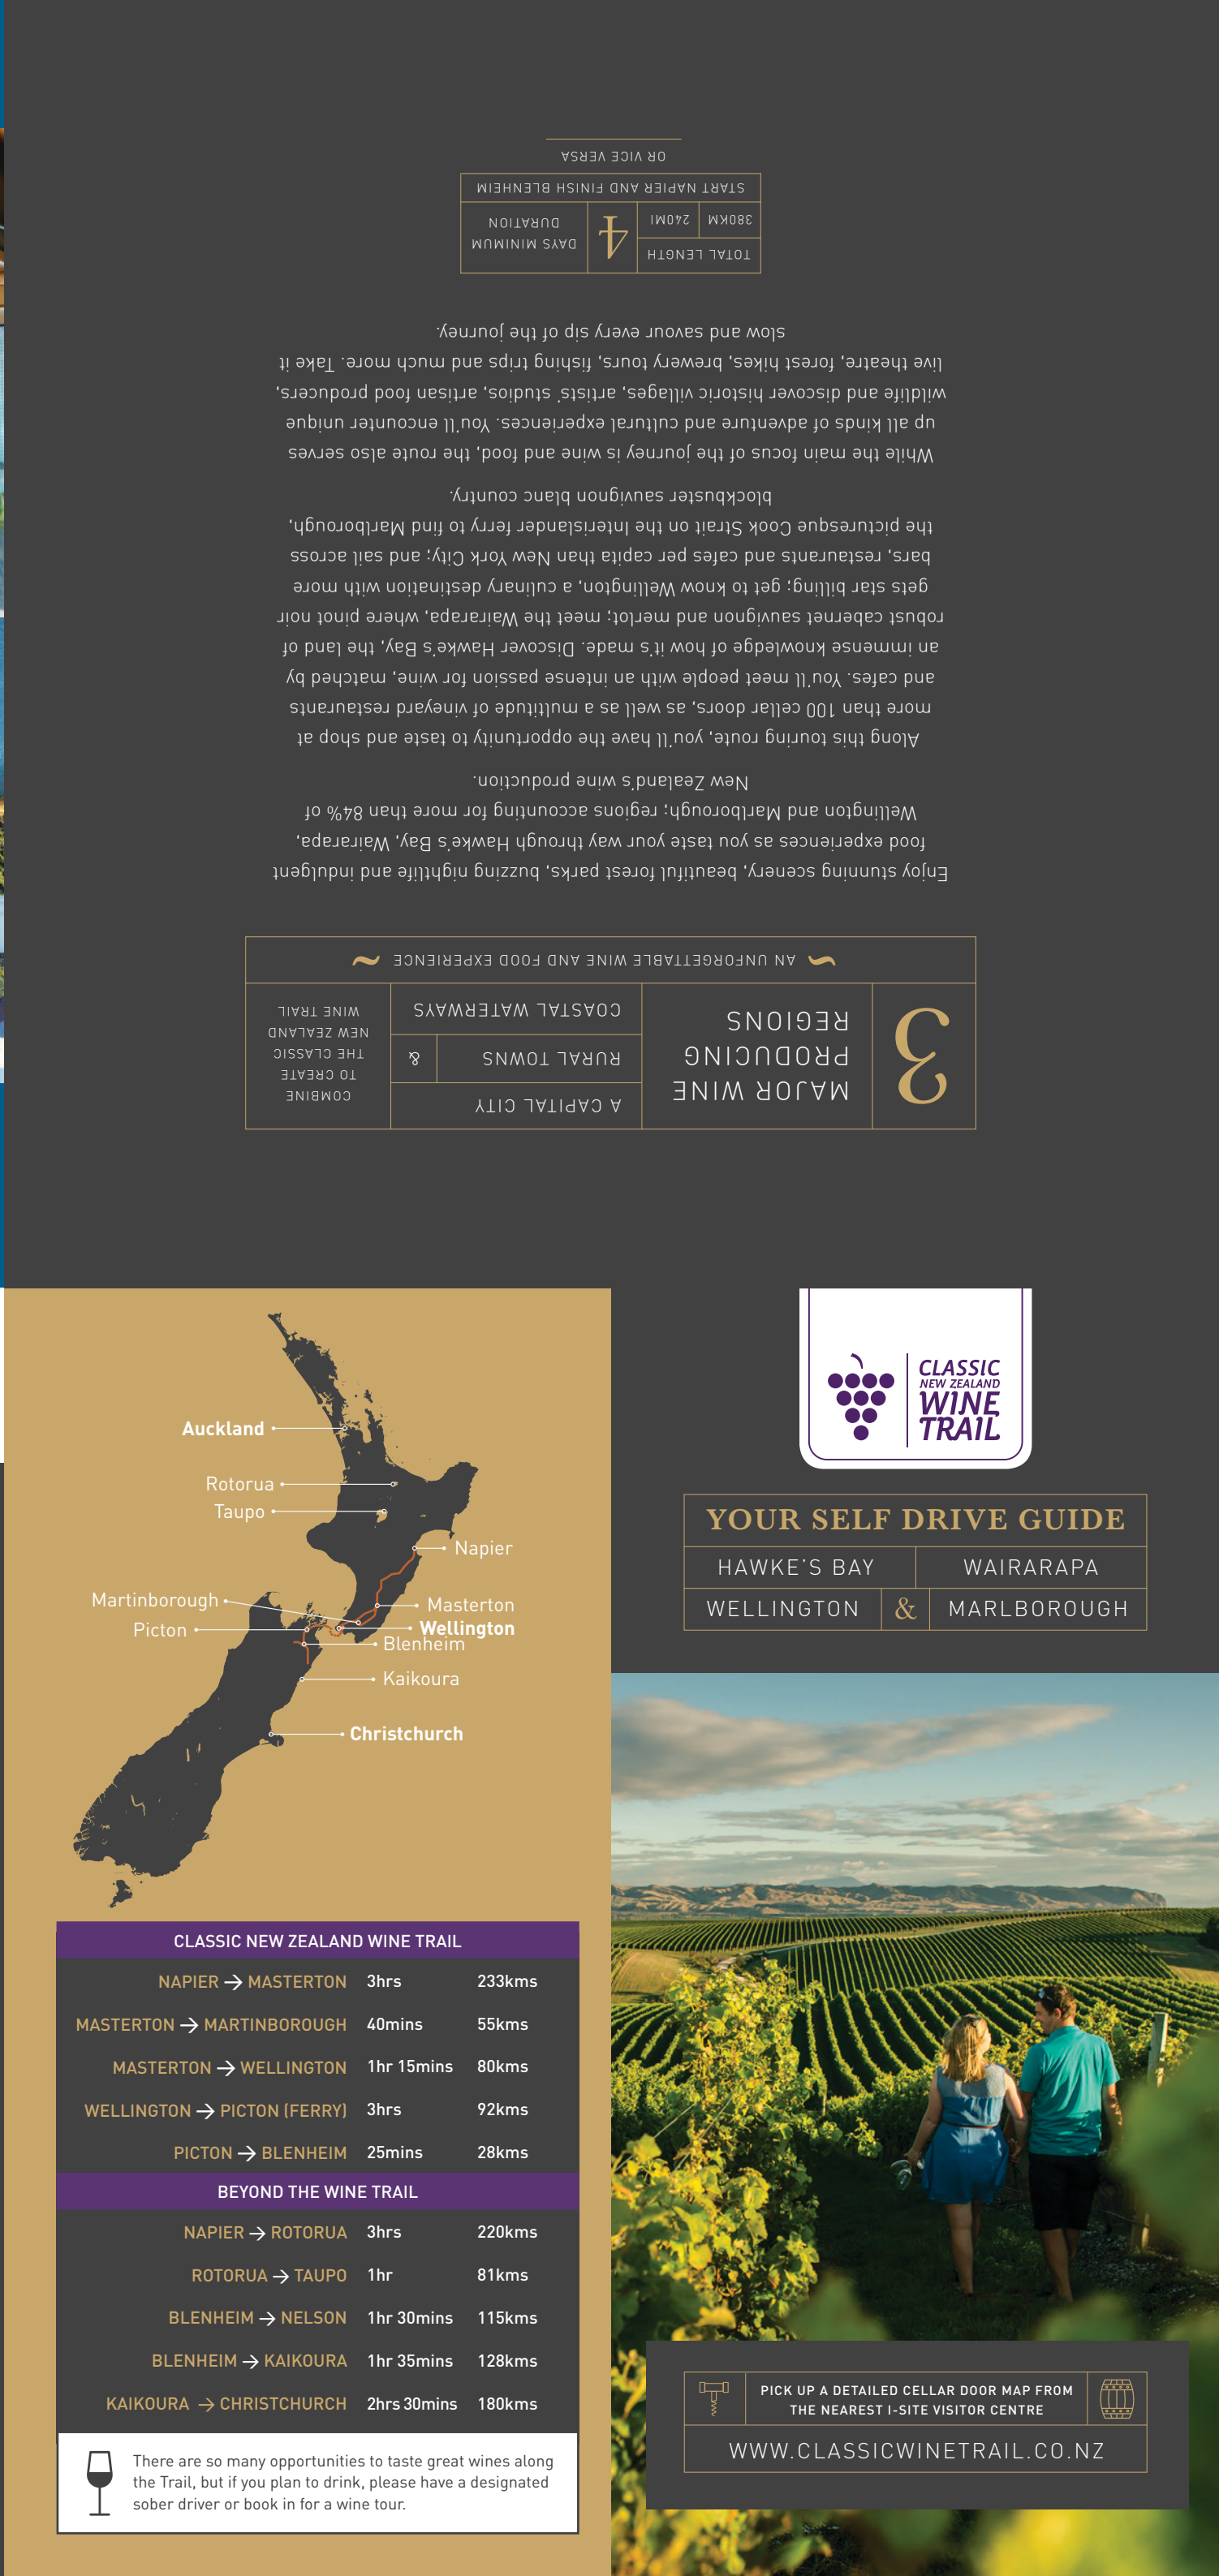 3
MAJOR WINE
PRODUCING
REGIONS
A CAPITAL CITY
RURAL TOWNS
&
COASTAL WATERWAYS
COMBINE
TO CREATE
THE CLASSIC
NEW ZEALAND
WINE TRAIL
~ AN UNFORGETTABLE WINE AND FOOD EXPERIENCE ~
Enjoy stunning scenery, beautiful forest parks, buzzing nightlife and indulgent
food experiences as you taste your way through Hawke's Bay, Wairarapa,
Wellington and Marlborough; regions accounting for more than 84% of
New Zealand's wine production.
Along this touring route, you'll have the opportunity to taste and shop at
more than 100 cellar doors, as well as a multitude of vineyard restaurants
and cafes. You'll meet people with an intense passion for wine, matched by
an immense knowledge of how it's made. Discover Hawke's Bay, the land of
robust cabernet sauvignon and merlot; meet the Wairarapa, where pinot noir
gets star billing; get to know Wellington, a culinary destination with more
bars, restaurants and cafes per capita than New York City; and sail across
the picturesque Cook Strait on the Interislander ferry to find Marlborough,
blockbuster sauvignon blanc country.
While the main focus of the journey is wine and food, the route also serves
up all kinds of adventure and cultural experiences. You'll encounter unique
wildlife and discover historic villages, artists' studios, artisan food producers,
live theatre, forest hikes, brewery tours, fishing trips and much more. Take it
slow and savour every sip of the journey.
TOTAL LENGTH
380KM
240MI
4
DAYS MINIMUM
DURATION
START NAPIER AND FINISH BLENHEIM
OR VICE VERSA
Auckland
Rotorua
Taupo
Napier
Martinborough
Masterton
Picton
Wellington
Blenheim
Kaikoura
Christchurch
CLASSIC NEW ZEALAND WINE TRAIL
NAPIER → MASTERTON 3hrs 233kms
MASTERTON → MARTINBOROUGH 40mins 55kms
MASTERTON → WELLINGTON 1hr 15mins 80kms
WELLINGTON → PICTON (FERRY) 3hrs 92kms
PICTON → BLENHEIM 25mins 28kms
BEYOND THE WINE TRAIL
NAPIER → ROTORUA 3hrs 220kms
ROTORUA → TAUPO 1hr 81kms
BLENHEIM → NELSON 1hr 30mins 115kms
BLENHEIM → KAIKOURA 1hr 35mins 128kms
KAIKOURA → CHRISTCHURCH 2hrs 30mins 180kms
There are so many opportunities to taste great wines along
the Trail, but if you plan to drink, please have a designated
sober driver or book in for a wine tour.
CLASSIC
NEW ZEALAND
WINE
TRAIL
YOUR SELF DRIVE GUIDE
HAWKE'S BAY WAIRARAPA
WELLINGTON & MARLBOROUGH
PICK UP A DETAILED CELLAR DOOR MAP FROM
THE NEAREST I-SITE VISITOR CENTRE
WWW.CLASSICWINETRAIL.CO.NZ